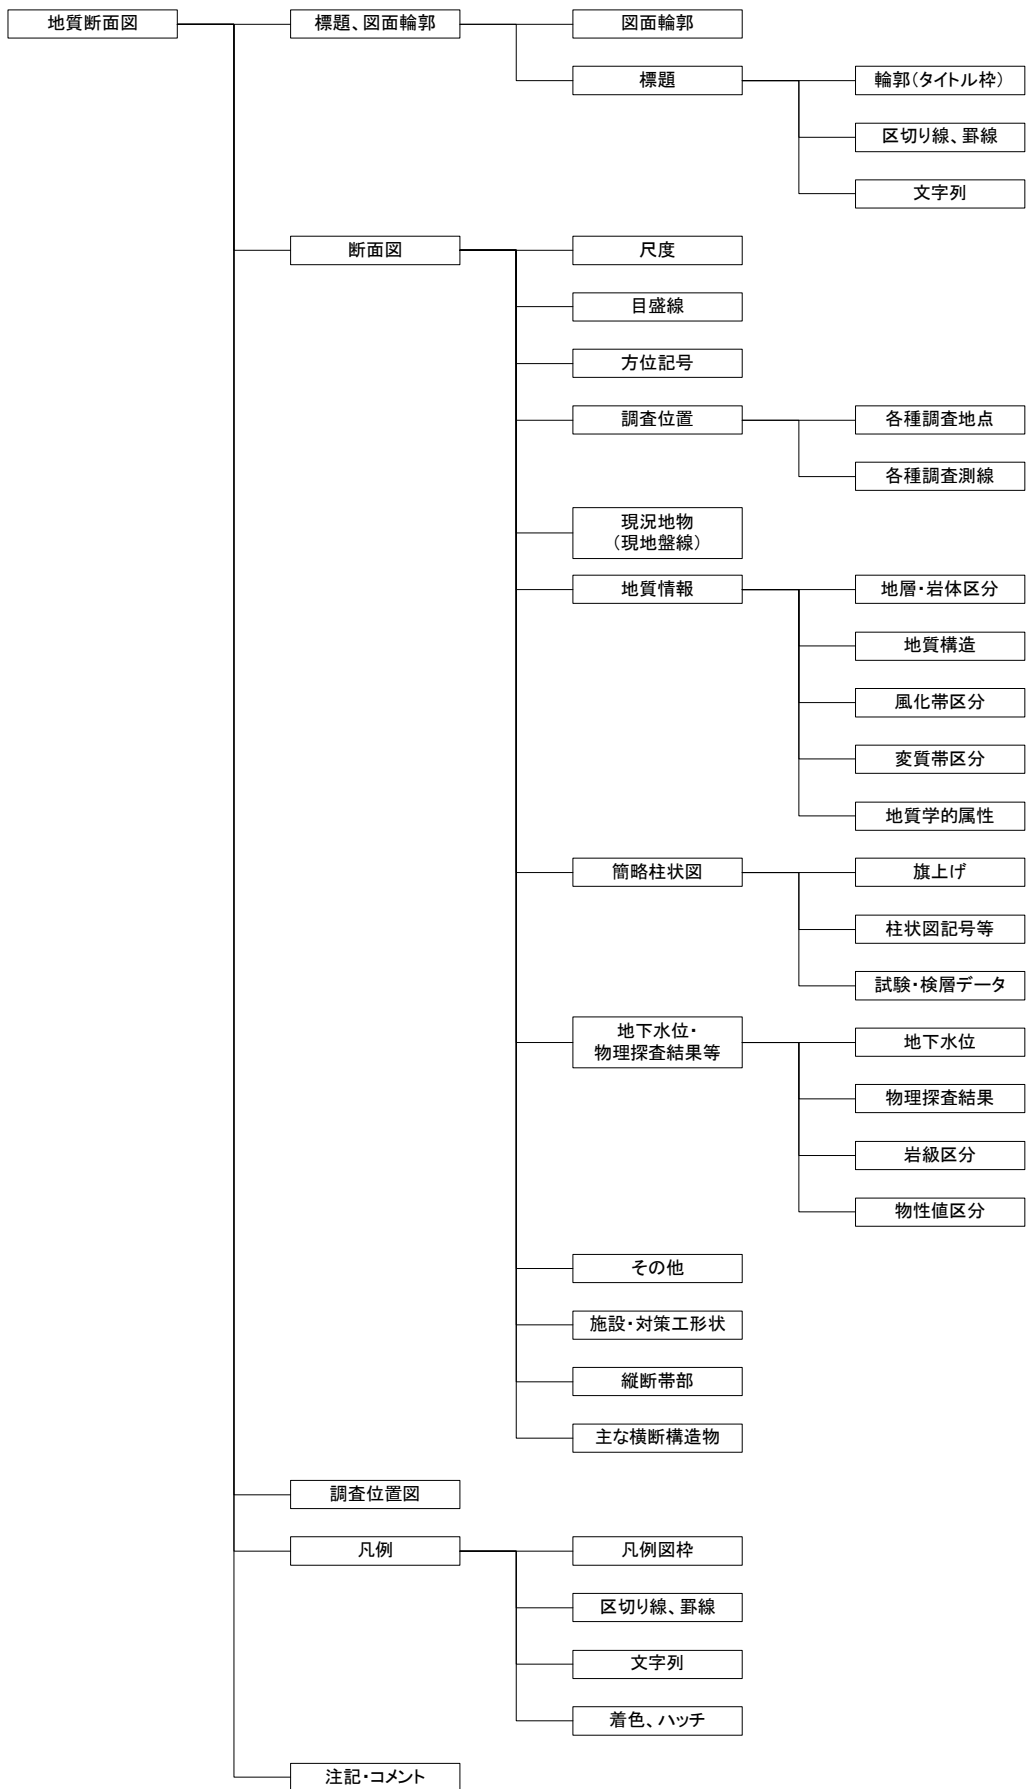 地质断面図
標題、図面輪郭
図面輪郭
標題
輪郭(タイトル枠)
区切り線、罫線
文字列
断面図
尺度
目盛線
方位記号
調査位置
各種調査地点
各種調査測線
現況地物
(現地盤線)
地質情報
地層・岩体区分
地質構造
風化帯区分
変質帯区分
地質学的属性
簡略柱状図
旗上げ
柱状図記号等
試験・検層データ
地下水位・
物理探査結果等
地下水位
物理探査結果
岩級区分
物性値区分
その他
施設・対策工形状
縦断帯部
主な横断構造物
調査位置図
凡例
凡例図枠
区切り線、罫線
文字列
着色、ハッチ
注記・コメント